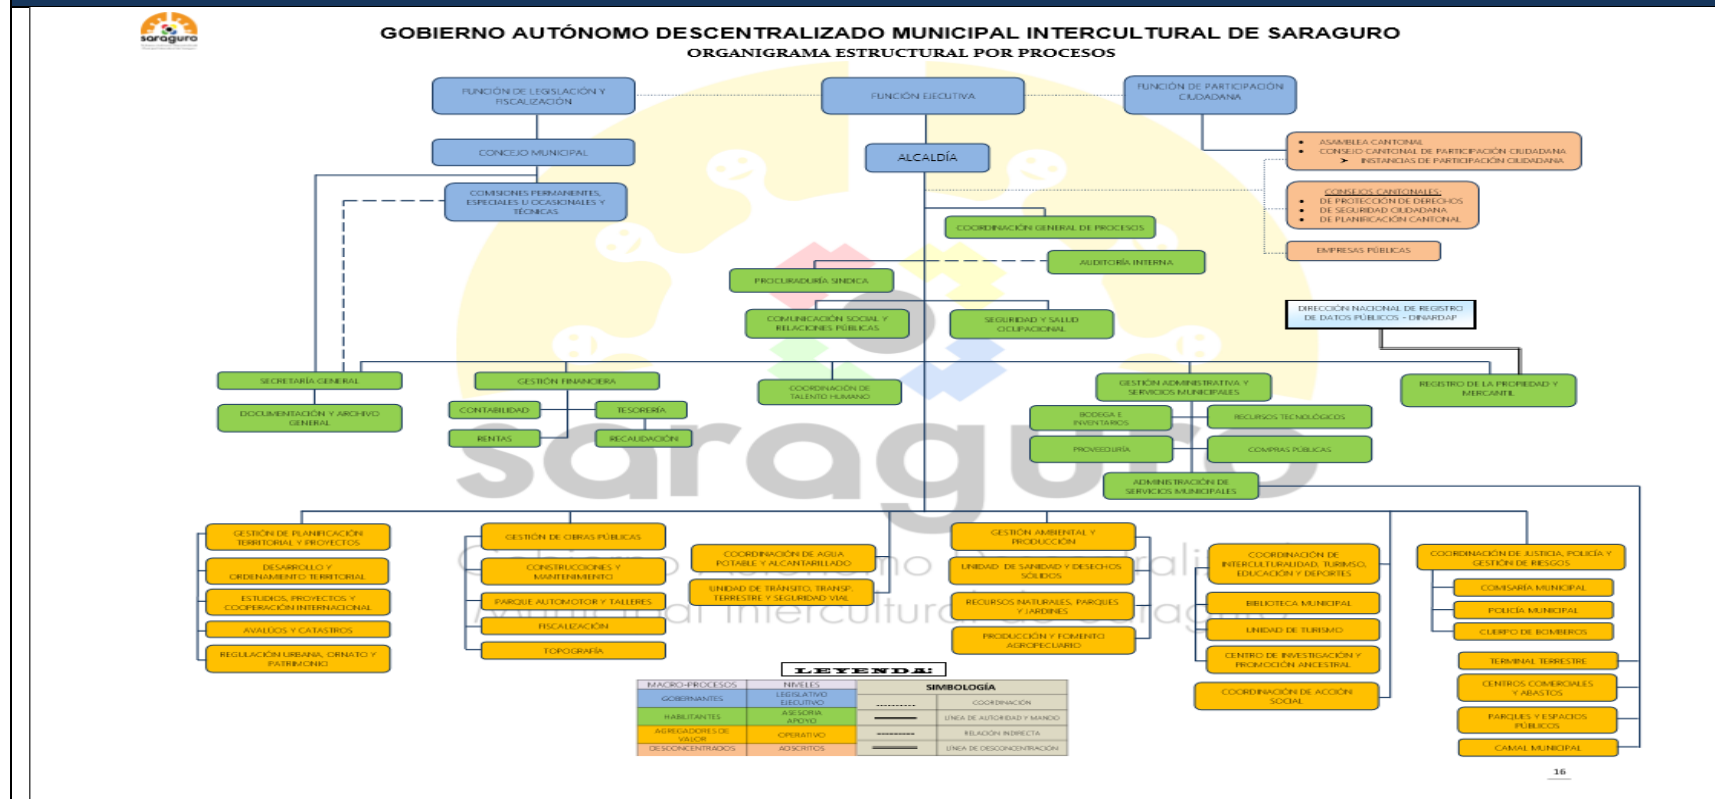 saraguro
GOBIERNO AUTÓNOMO DESCENTRALIZADO MUNICIPAL INTERCULTURAL DE SARAGURO
ORGANIGRAMA ESTRUCTURAL POR PROCESOS
FUNCIÓN DE LEGISLACIÓN Y
FISCALIZACIÓN
FUNCIÓN EJECUTIVA
FUNCIÓN DE PARTICIPACIÓN
CIUDADANA
CONCEJO MUNICIPAL
ALCALDÍA
• ASAMBLEA CANTONAL
• CONSEJO CANTONAL DE PARTICIPACIÓN CIUDADANA
➤ INSTANCIAS DE PARTICIPACIÓN CIUDADANA
COMISIONES PERMANENTES,
ESPECIALES U OCASIONALES Y
TÉCNICAS
CONSEJOS CANTONALES:
• DE PROTECCIÓN DE DERECHOS
• DE SEGURIDAD CIUDADANA
• DE PLANIFICACIÓN CANTONAL
COORDINACIÓN GENERAL DE PROCESOS
EMPRESAS PÚBLICAS
AUDITORÍA INTERNA
PROCURADURÍA SINDICA
COMUNICACIÓN SOCIAL Y
RELACIONES PÚBLICAS
SEGURIDAD Y SALUD
OCUPACIONAL
DIRECCIÓN NACIONAL DE REGISTRO
DE DATOS PÚBLICOS - DINARDAP
SECRETARÍA GENERAL
DOCUMENTACIÓN Y ARCHIVO
GENERAL
GESTIÓN FINANCIERA
CONTABILIDAD
TESORERÍA
RENTAS
RECAUDACIÓN
COORDINACIÓN DE
TALENTO HUMANO
GESTIÓN ADMINISTRATIVA Y
SERVICIOS MUNICIPALES
BODEGA E
INVENTARIOS
RECURSOS TECNOLÓGICOS
PROVEEDURÍA
COMPRAS PÚBLICAS
ADMINISTRACIÓN DE
SERVICIOS MUNICIPALES
REGISTRO DE LA PROPIEDAD Y
MERCANTIL
saraguro
GESTIÓN DE PLANIFICACIÓN
TERRITORIAL Y PROYECTOS
DESARROLLO Y
ORDENAMIENTO TERRITORIAL
ESTUDIOS, PROYECTOS Y
COOPERACIÓN INTERNACIONAL
AVALÚOS Y CATASTROS
REGULACIÓN URBANA, ORNATO Y
PATRIMONIO
GESTIÓN DE OBRAS PÚBLICAS
CONSTRUCCIONES Y
MANTENIMIENTO
PARQUE AUTOMOTOR Y TALLERES
FISCALIZACIÓN
TOPOGRAFÍA
COORDINACIÓN DE AGUA
POTABLE Y ALCANTARILLADO
UNIDAD DE TRÁNSITO, TRANSP,
TERRESTRE Y SEGURIDAD VIAL
GESTIÓN AMBIENTAL Y
PRODUCCIÓN
UNIDAD DE SANIDAD Y DESECHOS
SÓLIDOS
RECURSOS NATURALES, PARQUES
Y JARDINES
PRODUCCIÓN Y FOMENTO
AGROPECUARIO
COORDINACIÓN DE
INTERCULTURALIDAD, TURIMSO,
EDUCACIÓN Y DEPORTES
BIBLIOTECA MUNICIPAL
UNIDAD DE TURISMO
CENTRO DE INVESTIGACIÓN Y
PROMOCIÓN ANCESTRAL
COORDINACIÓN DE ACCIÓN
SOCIAL
COORDINACIÓN DE JUSTICIA, POLICÍA Y
GESTIÓN DE RIESGOS
COMISARÍA MUNICIPAL
POLICÍA MUNICIPAL
CUERPO DE BOMBEROS
TERMINAL TERRESTRE
CENTROS COMERCIALES
Y ABASTOS
PARQUES Y ESPACIOS
PÚBLICOS
CAMAL MUNICIPAL
LEYENDA:
MACRO-PROCESOS NIVELES SIMBOLOGÍA
GOBERNANTES LEGISLATIVO
EJECUTIVO
COORDINACIÓN
HABILITANTES ASESORIA
APOYO
LÍNEA DE AUTORIDAD Y MANDO
AGREGADORES DE
VALOR
OPERATIVO
RELACIÓN INDIRECTA
DESCONCENTRADOS ADSCRITOS
LÍNEA DE DESCONCENTRACIÓN
16